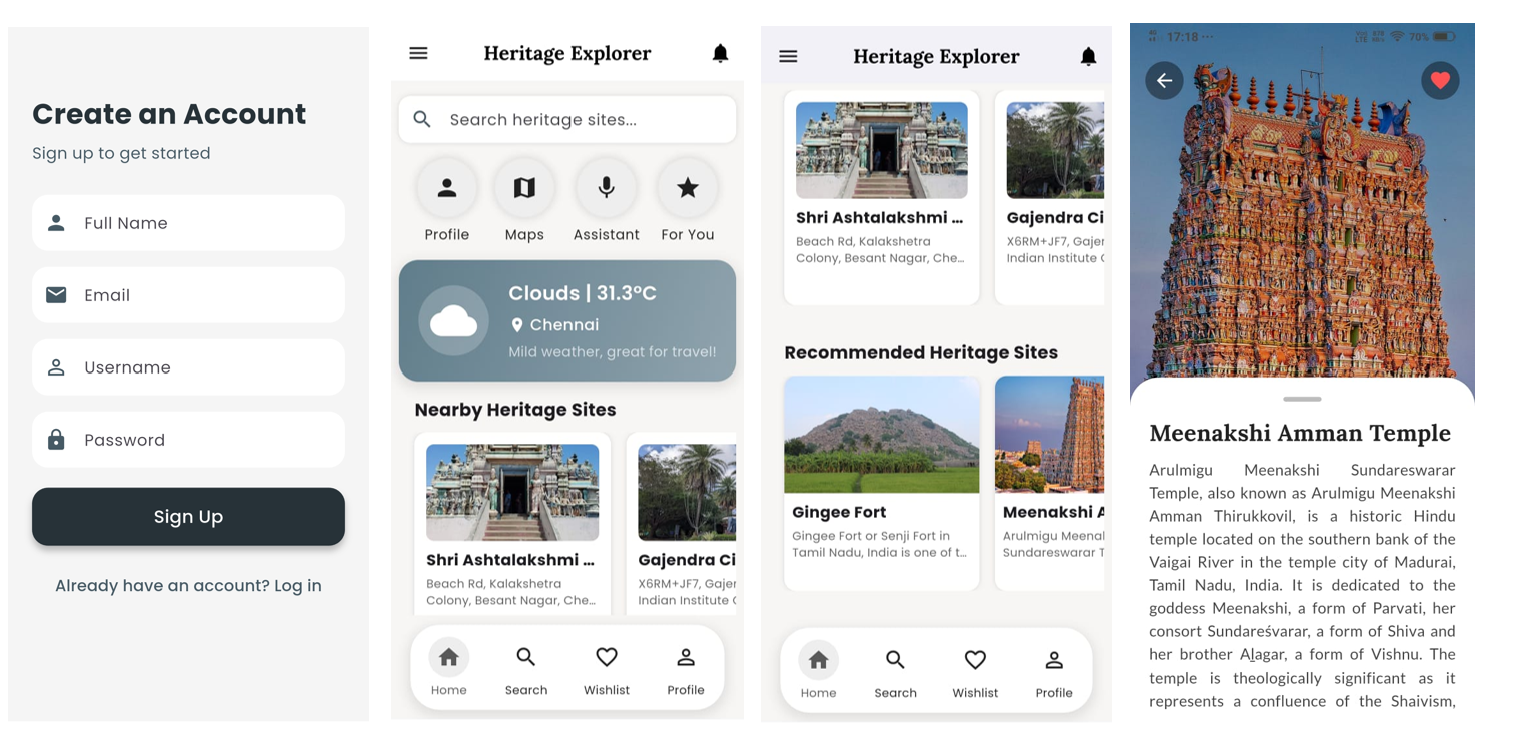 Create an Account
Sign up to get started
Full Name
Email
Username
Password
Sign Up
Already have an account? Log in
Heritage Explorer
Search heritage sites...
Profile
Maps
Assistant
For You
Clouds | 31.3°C
Chennai
Mild weather, great for travel!
Nearby Heritage Sites
Shri Ashtalakshmi ...
Beach Rd, Kalakshetra
Colony, Besant Nagar, Che...
Gajendra Ci
X6RM+JF7, Gajer
Indian Institute C
Home
Search
Wishlist
Profile
Heritage Explorer
Shri Ashtalakshmi ...
Beach Rd, Kalakshetra
Colony, Besant Nagar, Che...
Gajendra Ci
X6RM+JF7, Gajer
Indian Institute C
Recommended Heritage Sites
Gingee Fort
Gingee Fort or Senji Fort in
Tamil Nadu, India is one of t...
Meenakshi A
Arulmigu Meenal
Sundareswarar T
Home
Search
Wishlist
Profile
17:18 ...
70%
Meenakshi Amman Temple
Arulmigu Meenakshi Sundareswarar
Temple, also known as Arulmigu Meenakshi
Amman Thirukkovil, is a historic Hindu
temple located on the southern bank of the
Vaigai River in the temple city of Madurai,
Tamil Nadu, India. It is dedicated to the
goddess Meenakshi, a form of Parvati, her
consort Sundareśvarar, a form of Shiva and
her brother Aḻagar, a form of Vishnu. The
temple is theologically significant as it
represents a confluence of the Shaivism,